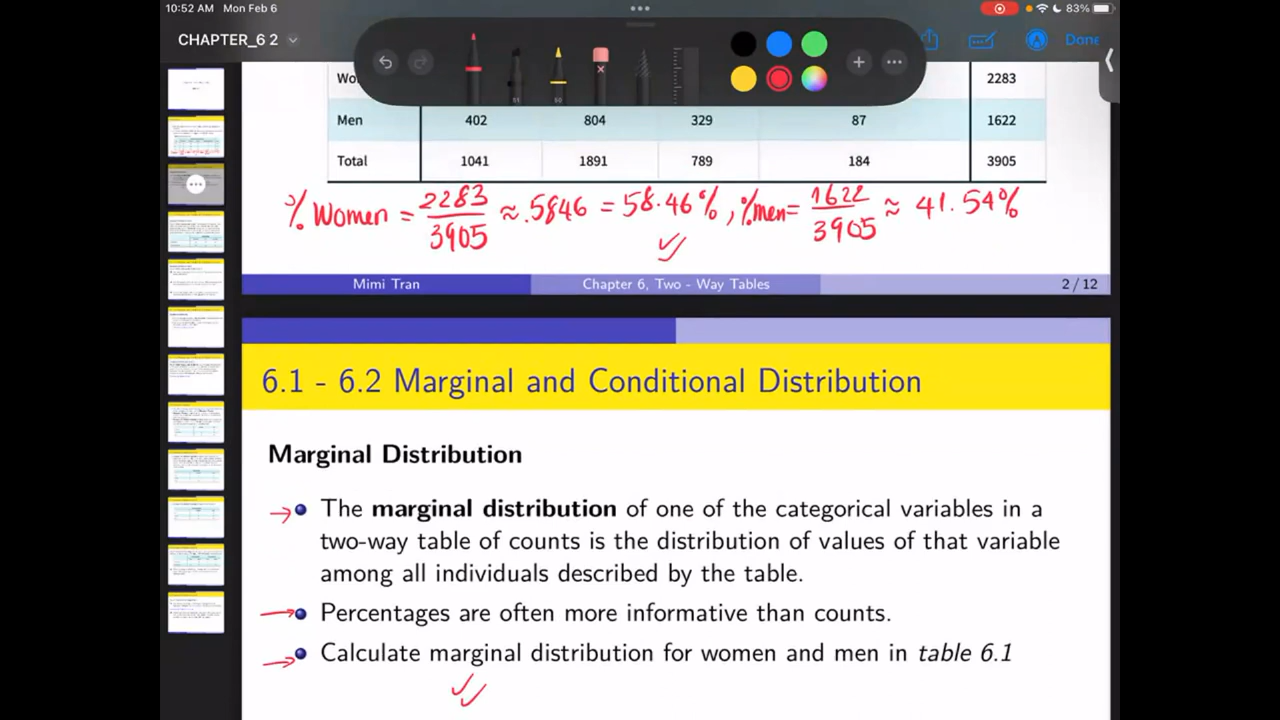 10:52 AM Mon Feb 6
83%
CHAPTER_6 2
Done
Wo 2283
Men 402 804 329 87 1622
Total 1041 1891 789 184 3905
% Women = 2283/3905 ≈ .5846 = 58.46%, % men = 1622/3905 ≈ 41.54%
Mimi Tran Chapter 6, Two - Way Tables 2 / 12
6.1 - 6.2 Marginal and Conditional Distribution
Marginal Distribution
The marginal distribution of one of the categorical variables in a
two-way table of counts is the distribution of values of that variable
among all individuals described by the table.
Percentages are often more informative than counts.
Calculate marginal distribution for women and men in table 6.1